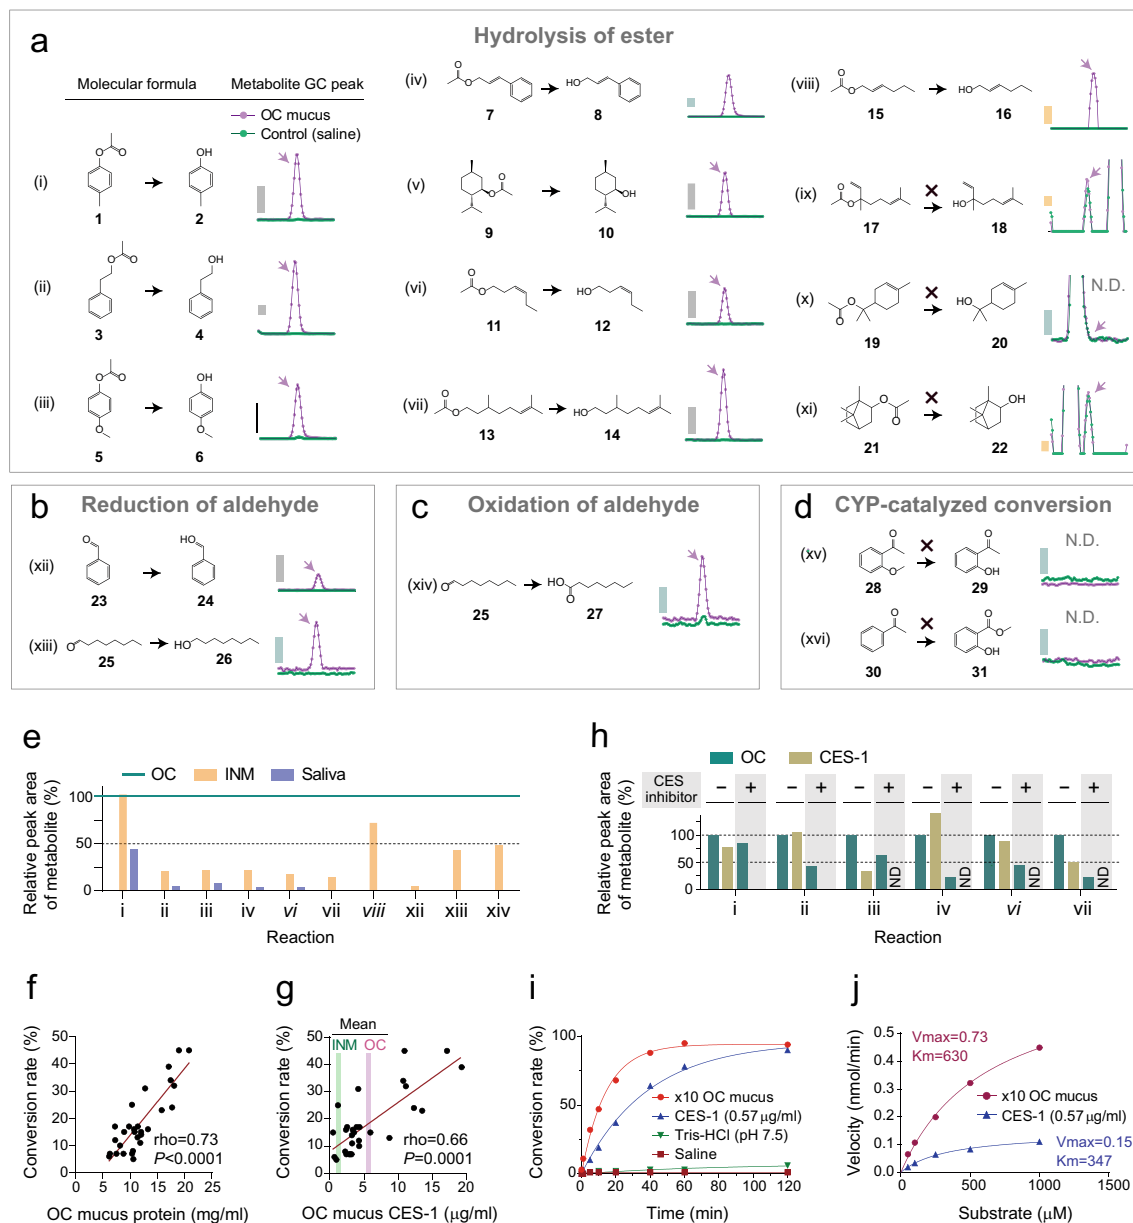 a
Hydrolysis of ester
Molecular formula
Metabolite GC peak
OC mucus
Control (saline)
(i)
1
2
(ii)
3
4
(iii)
5
6
(iv)
7
8
(v)
9
10
(vi)
11
12
(vii)
13
14
(viii)
15
16
(ix)
17
18
(x)
19
20
N.D.
(xi)
21
22
b
Reduction of aldehyde
(xii)
23
24
(xiii)
25
26
c
Oxidation of aldehyde
(xiv)
25
27
d
CYP-catalyzed conversion
(xv)
28
29
N.D.
(xvi)
30
31
N.D.
e
OC INM Saliva
Relative peak area
of metabolite (%)
100
50
0
i ii iii iv vi vii viii xii xiii xiv
Reaction
h
OC CES-1
CES
inhibitor
− + − + − + − + − + − +
Relative peak area
of metabolite (%)
100
50
0
ND ND ND ND
i ii iii iv vi vii
Reaction
f
Conversion rate (%)
50
40
30
20
10
0
rho=0.73
P<0.0001
0 5 10 15 20 25
OC mucus protein (mg/ml)
g
Mean
INM OC
Conversion rate (%)
50
40
30
20
10
0
rho=0.66
P=0.0001
0 5 10 15 20
OC mucus CES-1 (μg/ml)
i
Conversion rate (%)
100
50
0
x10 OC mucus
CES-1 (0.57 μg/ml)
Tris-HCl (pH 7.5)
Saline
0 20 40 60 80 100 120
Time (min)
j
Velocity (nmol/min)
0.5
0.4
0.3
0.2
0.1
0.0
Vmax=0.73
Km=630
x10 OC mucus
CES-1 (0.57 μg/ml)
Vmax=0.15
Km=347
0 500 1000 1500
Substrate (μM)